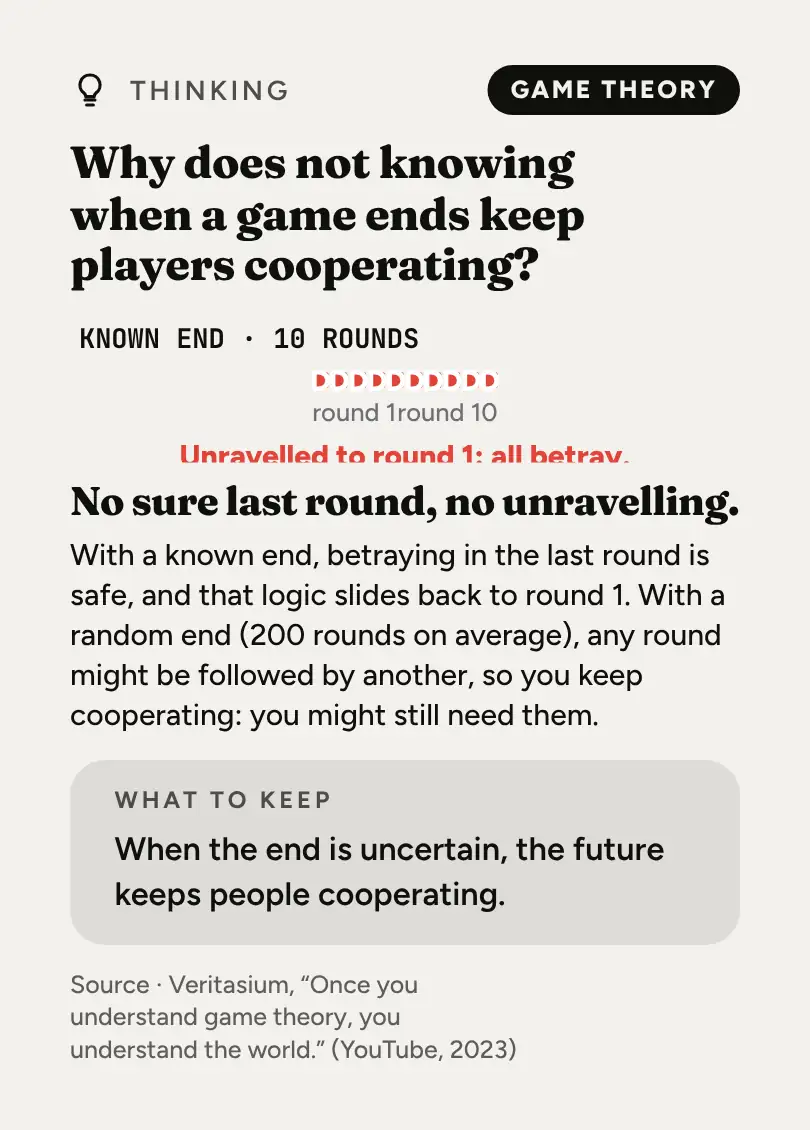 THINKING
GAME THEORY
Why does not knowing
when a game ends keep
players cooperating?
KNOWN END · 10 ROUNDS
D D D D D D D D D D
round 1round 10
Unravelled to round 1: all betray.
No sure last round, no unravelling.
With a known end, betraying in the last round is
safe, and that logic slides back to round 1. With a
random end (200 rounds on average), any round
might be followed by another, so you keep
cooperating: you might still need them.
WHAT TO KEEP
When the end is uncertain, the future
keeps people cooperating.
Source · Veritasium, “Once you
understand game theory, you
understand the world.” (YouTube, 2023)